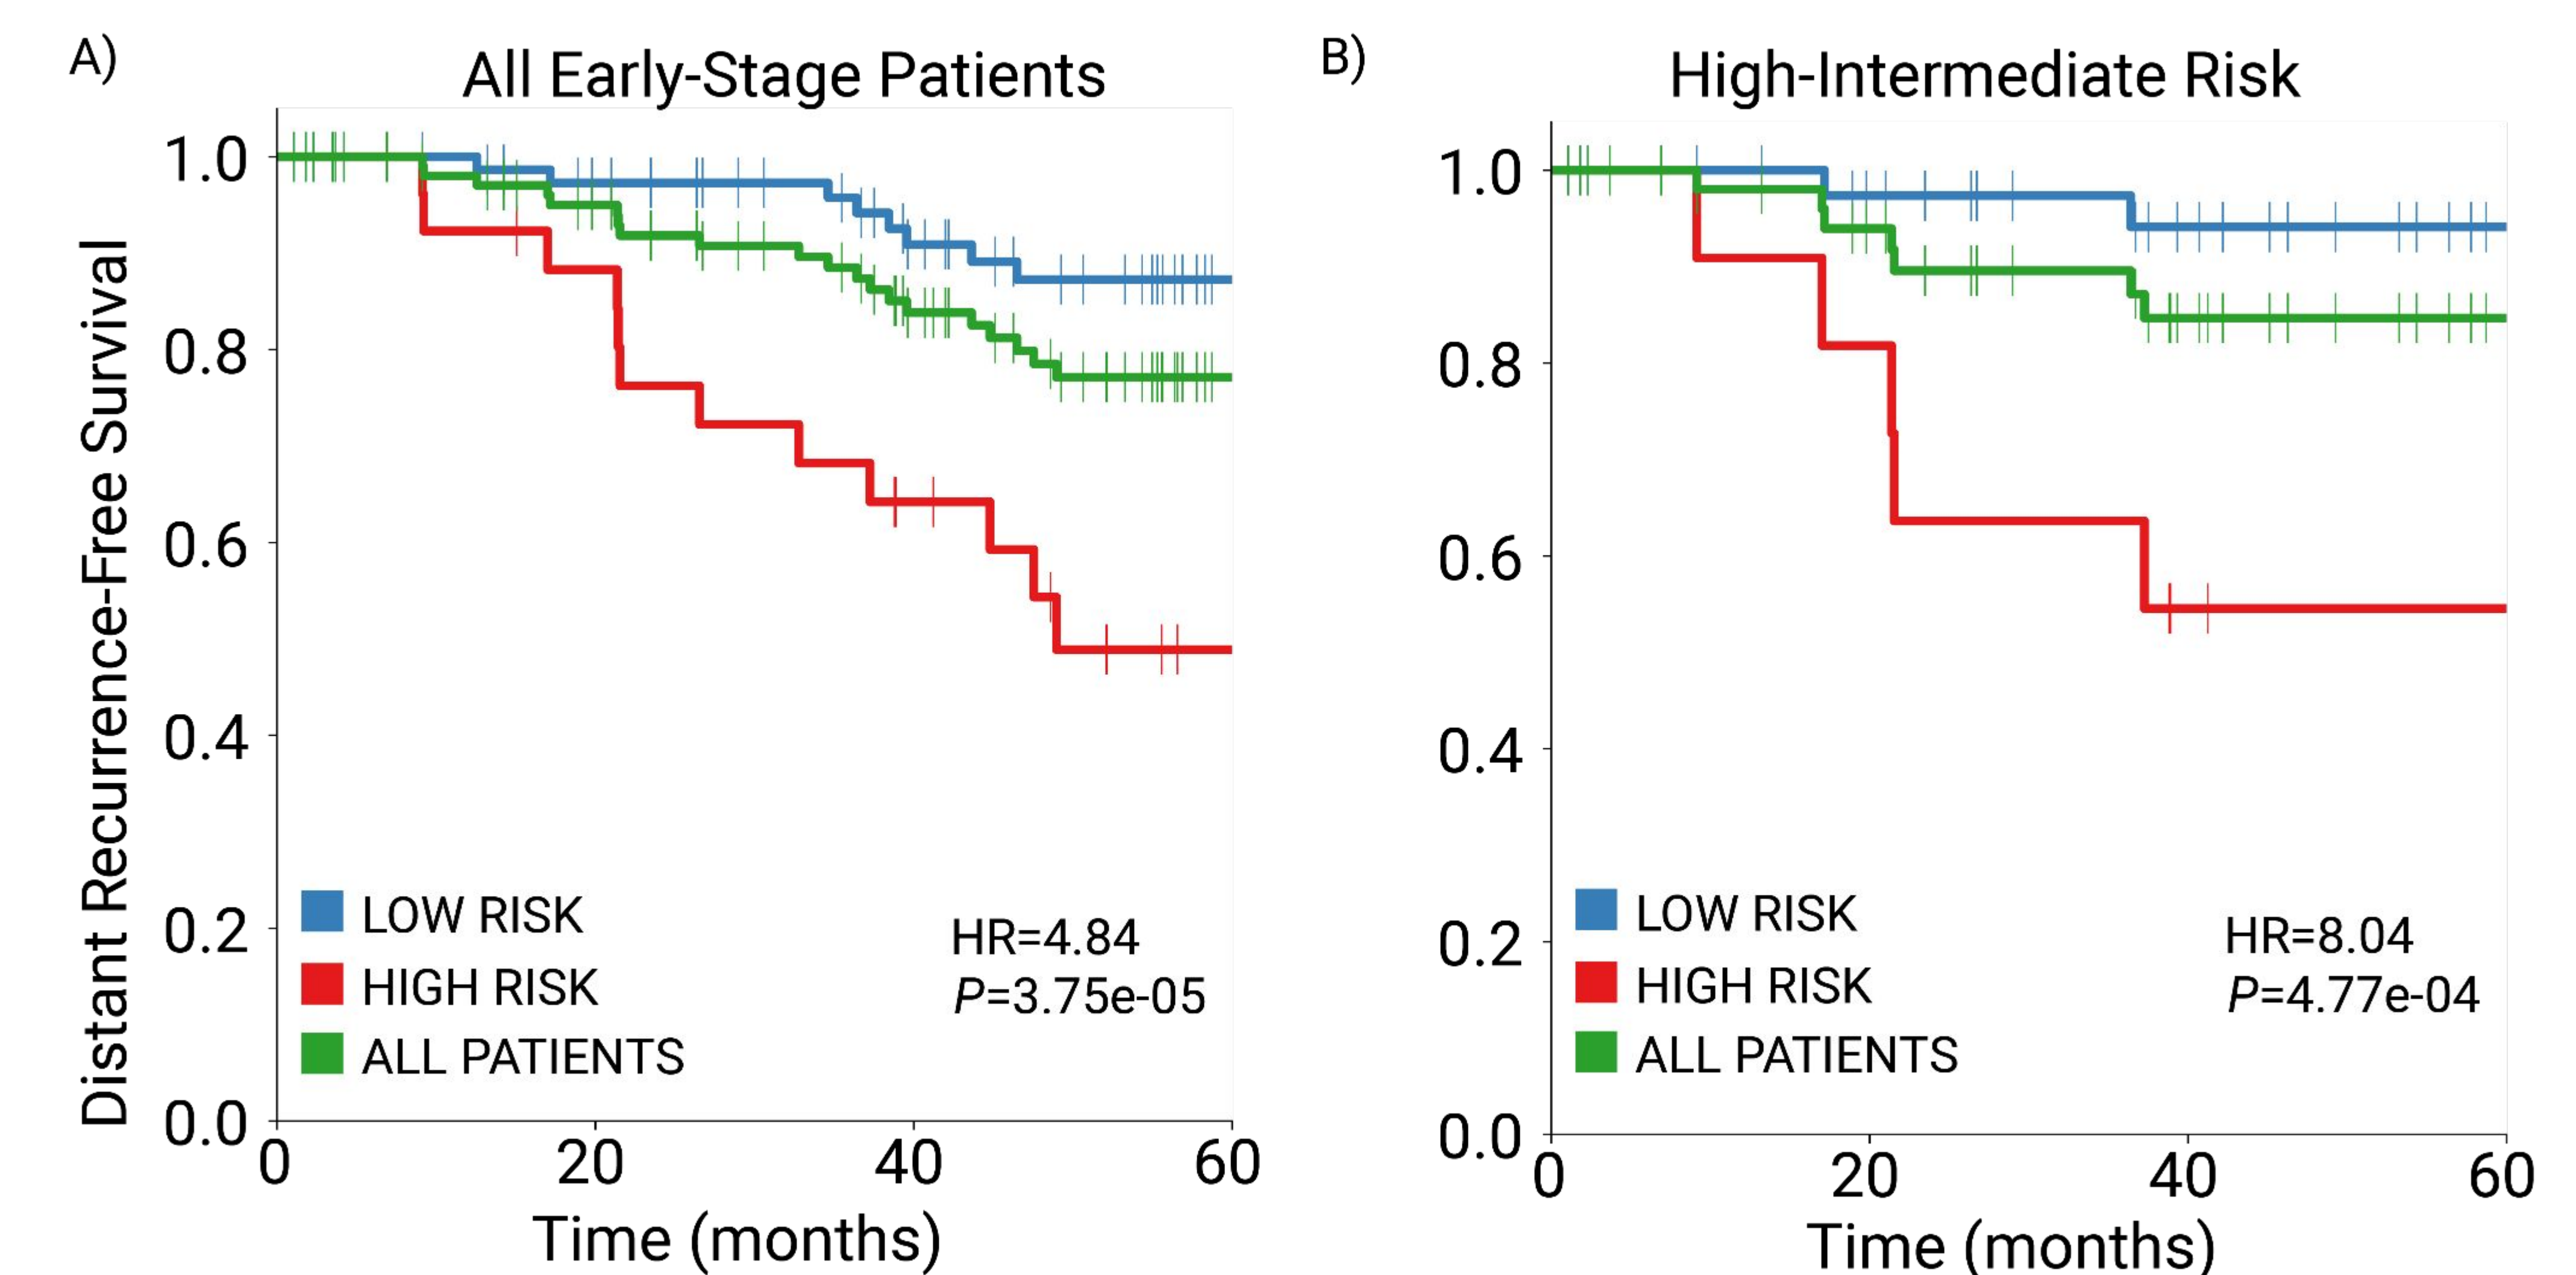 A)
All Early-Stage Patients
Distant Recurrence-Free Survival
1.0
0.8
0.6
0.4
0.2
0.0
0 20 40 60
Time (months)
LOW RISK
HIGH RISK
ALL PATIENTS
HR=4.84
P=3.75e-05
B)
High-Intermediate Risk
1.0
0.8
0.6
0.4
0.2
0.0
0 20 40 60
Time (months)
LOW RISK
HIGH RISK
ALL PATIENTS
HR=8.04
P=4.77e-04